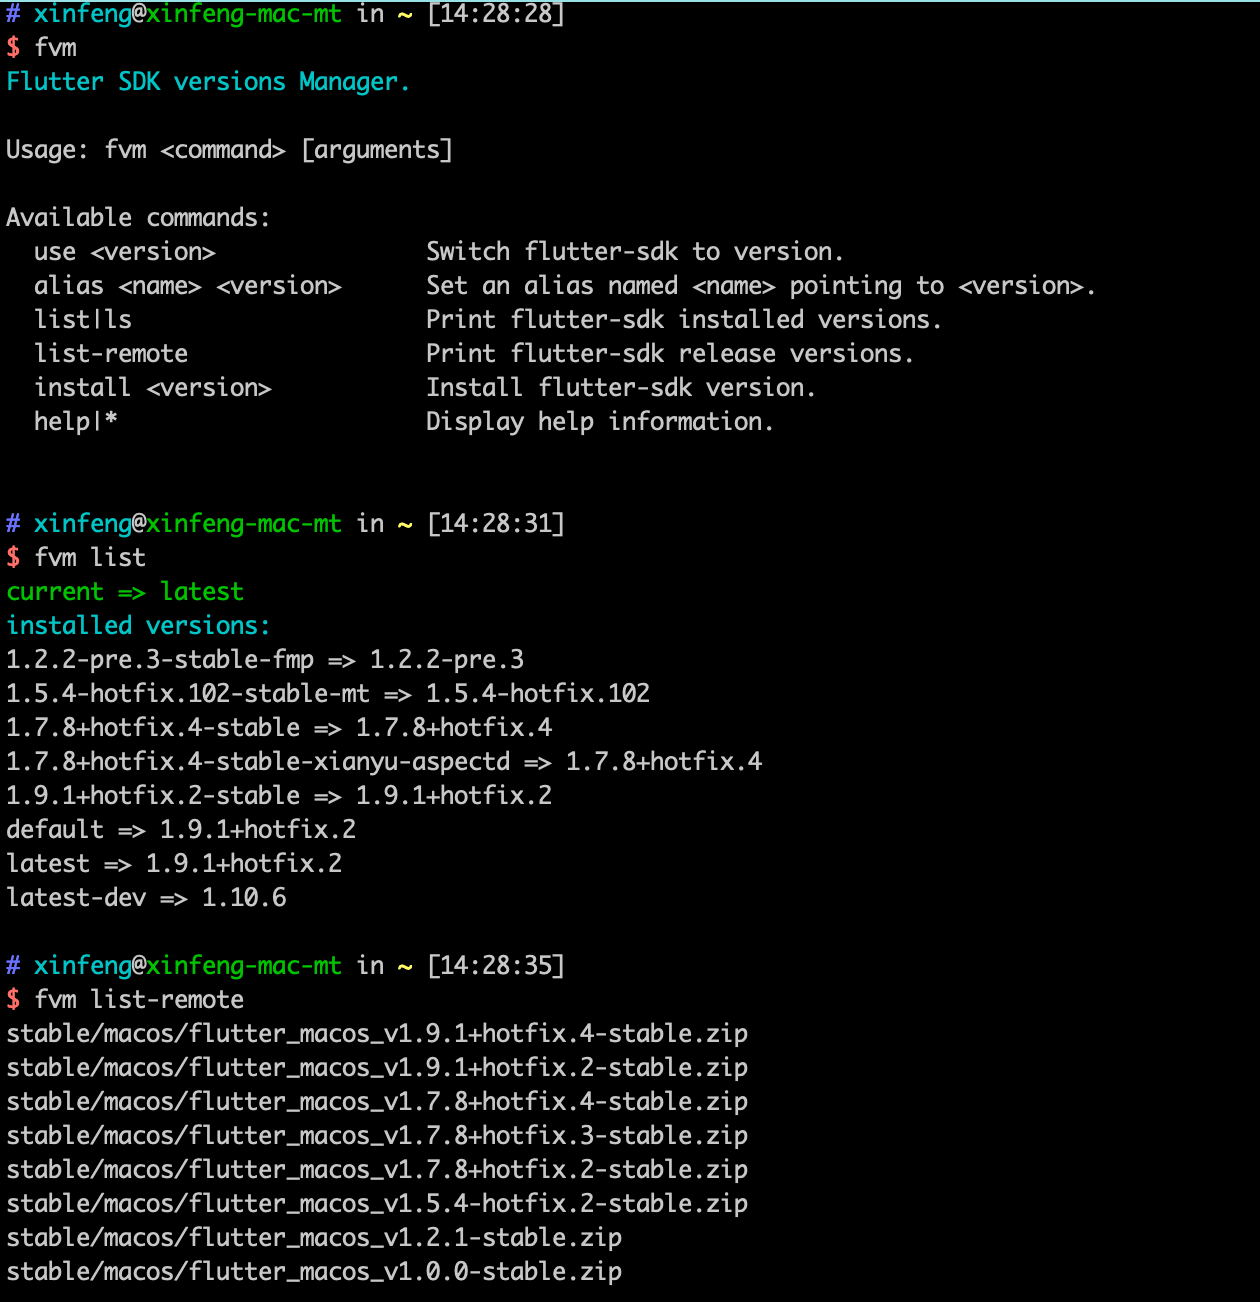 # xinfeng@xinfeng-mac-mt in ~ [14:28:28]
$ fvm
Flutter SDK versions Manager.
Usage: fvm <command> [arguments]
Available commands:
  use <version>               Switch flutter-sdk to version.
  alias <name> <version>      Set an alias named <name> pointing to <version>.
  list|ls                     Print flutter-sdk installed versions.
  list-remote                 Print flutter-sdk release versions.
  install <version>           Install flutter-sdk version.
  help|*                      Display help information.
# xinfeng@xinfeng-mac-mt in ~ [14:28:31]
$ fvm list
current => latest
installed versions:
1.2.2-pre.3-stable-fmp => 1.2.2-pre.3
1.5.4-hotfix.102-stable-mt => 1.5.4-hotfix.102
1.7.8+hotfix.4-stable => 1.7.8+hotfix.4
1.7.8+hotfix.4-stable-xianyu-aspectd => 1.7.8+hotfix.4
1.9.1+hotfix.2-stable => 1.9.1+hotfix.2
default => 1.9.1+hotfix.2
latest => 1.9.1+hotfix.2
latest-dev => 1.10.6
# xinfeng@xinfeng-mac-mt in ~ [14:28:35]
$ fvm list-remote
stable/macos/flutter_macos_v1.9.1+hotfix.4-stable.zip
stable/macos/flutter_macos_v1.9.1+hotfix.2-stable.zip
stable/macos/flutter_macos_v1.7.8+hotfix.4-stable.zip
stable/macos/flutter_macos_v1.7.8+hotfix.3-stable.zip
stable/macos/flutter_macos_v1.7.8+hotfix.2-stable.zip
stable/macos/flutter_macos_v1.5.4-hotfix.2-stable.zip
stable/macos/flutter_macos_v1.2.1-stable.zip
stable/macos/flutter_macos_v1.0.0-stable.zip